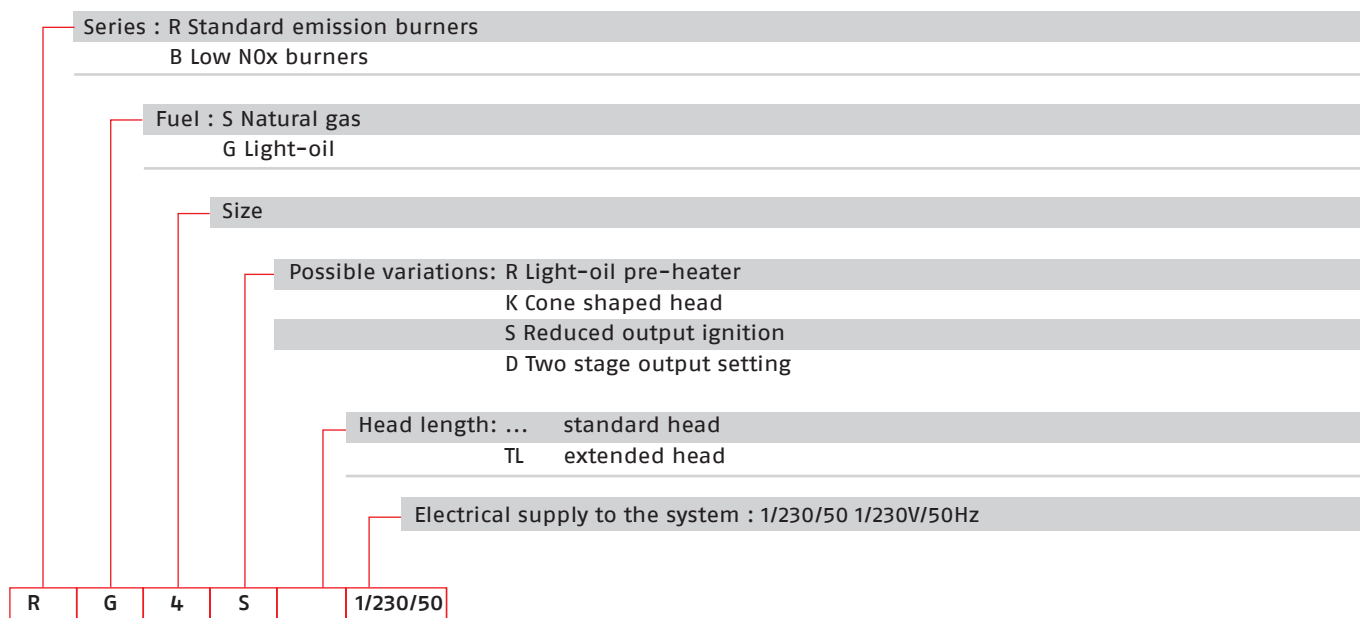 Series : R Standard emission burners
B Low N0x burners
Fuel : S Natural gas
G Light-oil
Size
Possible variations: R Light-oil pre-heater
K Cone shaped head
S Reduced output ignition
D Two stage output setting
Head length: ... standard head
TL extended head
Electrical supply to the system : 1/230/50 1/230V/50Hz
R G 4 S 1/230/50